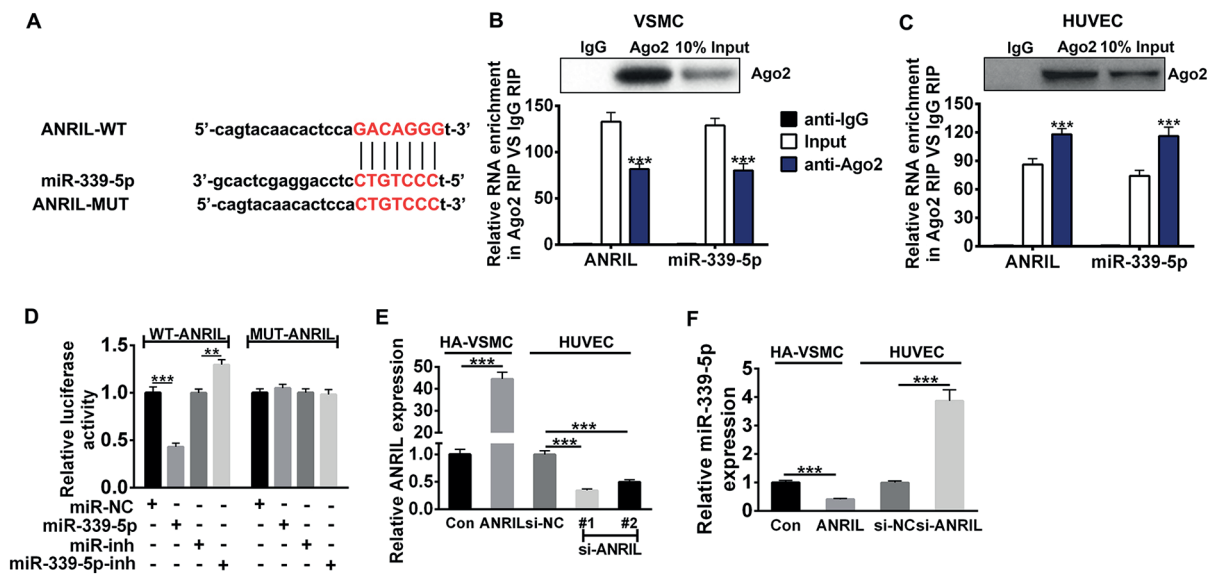 A
ANRIL-WT 5'-cagtacaacactccaGACAGGGt-3'
miR-339-5p 3'-gcactcgaggacctcCTGTCCCt-5'
ANRIL-MUT 5'-cagtacaacactccaCTGTCCCt-3'
B
VSMC
IgG Ago2 10% Input
Ago2
Relative RNA enrichment
in Ago2 RIP VS IgG RIP
150
100
50
0
*** ***
ANRIL miR-339-5p
anti-IgG
Input
anti-Ago2
C
HUVEC
IgG Ago2 10% Input
Ago2
Relative RNA enrichment
in Ago2 RIP VS IgG RIP
150
120
90
60
30
0
*** ***
ANRIL miR-339-5p
D
WT-ANRIL MUT-ANRIL
Relative luciferase
activity
1.5
1.0
0.5
0.0
*** **
miR-NC + - - - + - - -
miR-339-5p - + - - - + - -
miR-inh - - + - - - + -
miR-339-5p-inh - - - + - - - +
E
HA-VSMC HUVEC
Relative ANRIL expression
50
40
30
20
1.0
0.5
0.0
***
***
***
Con ANRIL si-NC #1 #2
si-ANRIL
F
HA-VSMC HUVEC
Relative miR-339-5p
expression
5
4
3
2
1
0
***
***
Con ANRIL si-NC si-ANRIL